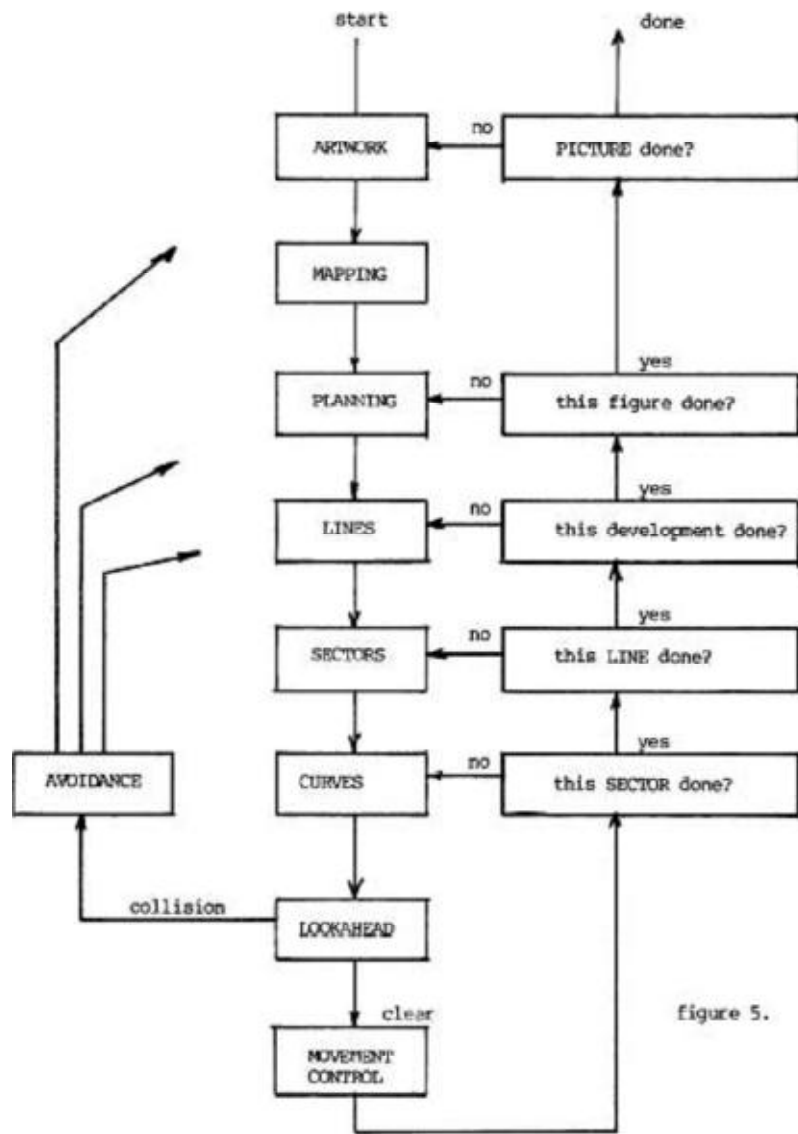 start
done
ARTWORK
no
PICTURE done?
MAPPING
yes
PLANNING
no
this figure done?
yes
LINES
no
this development done?
yes
SECTORS
no
this LINE done?
yes
AVOIDANCE
CURVES
no
this SECTOR done?
collision
LOOKAHEAD
clear
figure 5.
MOVEMENT
CONTROL